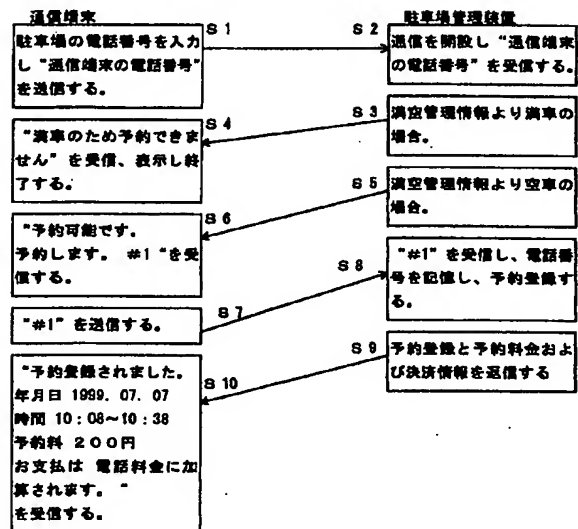 通信端末
S1
駐車場の電話番号を入力
し“通信端末の電話番号”
を送信する。
駐車場管理装置
S2
通信を開設し“通信端末
の電話番号”を受信する。
S3
満空管理情報より満車の
場合。
S4
“満車のため予約できま
せん”を受信、表示し終
了する。
S5
満空管理情報より空車の
場合。
S6
“予約可能です。
予約します。 #1“を受
信する。
S7
“#1”を送信する。
S8
“#1”を受信し、電話番
号を記憶し、予約登録す
る。
S9
予約登録と予約料金およ
び決済情報を返信する
S10
“予約登録されました。
年月日 1999. 07. 07
時間 10:08～10:38
予約料 200円
お支払は 電話料金に加
算されます。“
を受信する。